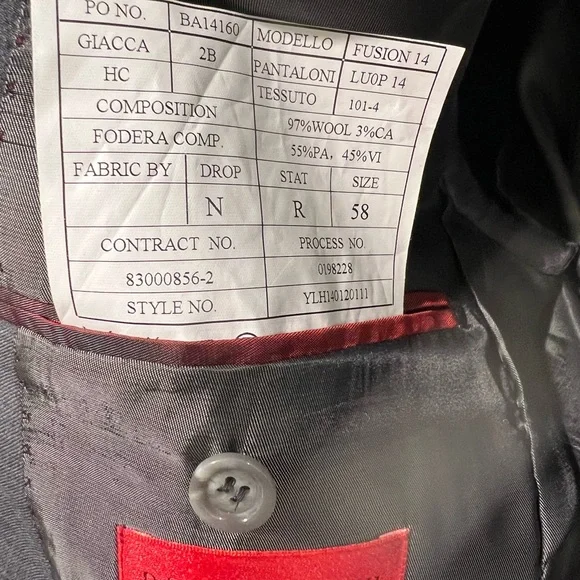 PO NO. BA14160 MODELLO FUSION 14
GIACCA 2B PANTALONI LU0P 14
HC TESSUTO 101-4
COMPOSITION 97%WOOL 3%CA
FODERA COMP. 55%PA, 45%VI
FABRIC BY DROP STAT SIZE
N R 58
CONTRACT NO. PROCESS NO.
83000856-2 0198228
STYLE NO. YLH140120111